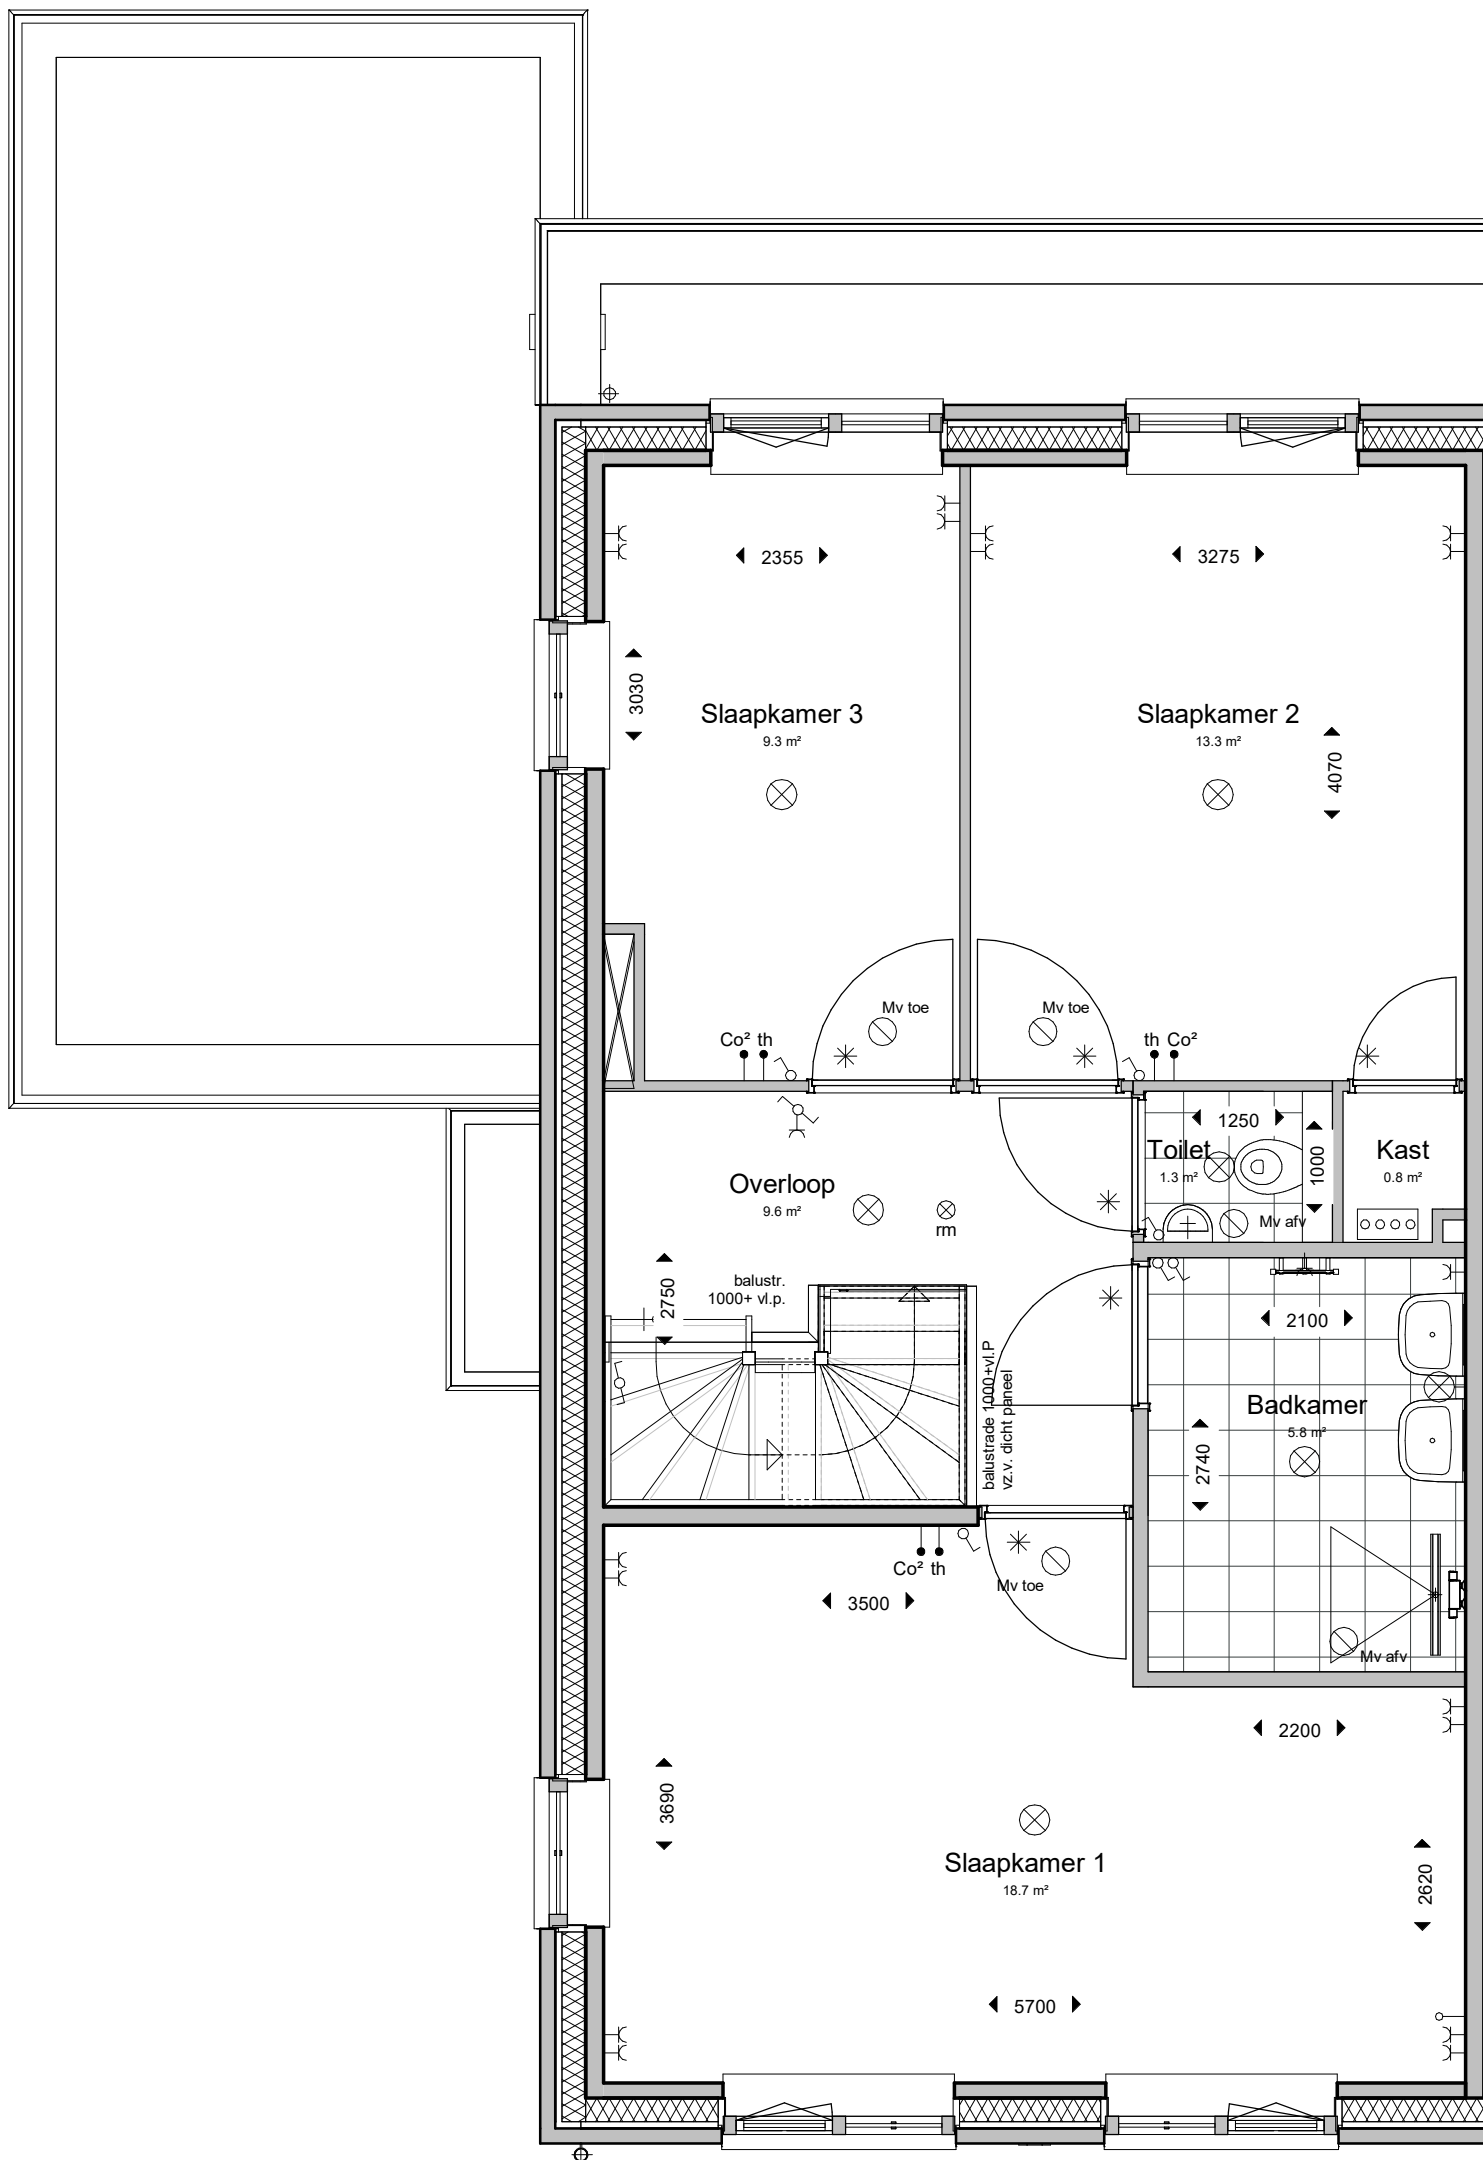 2355
3275
3030
Slaapkamer 3
9.3 m²
Slaapkamer 2
13.3 m²
4070
Mv toe
Mv toe
Co² th
th Co²
1250
Toilet
1.3 m²
1000
Kast
0.8 m²
Mv afv
Overloop
9.6 m²
rm
2750
balustr.
1000+ vl.p.
balustrade 1000+vl.P
vz.v. dicht paneel
2100
Badkamer
5.8 m²
2740
Mv afv
Co² th
Mv toe
3500
2200
3690
Slaapkamer 1
18.7 m²
2620
5700